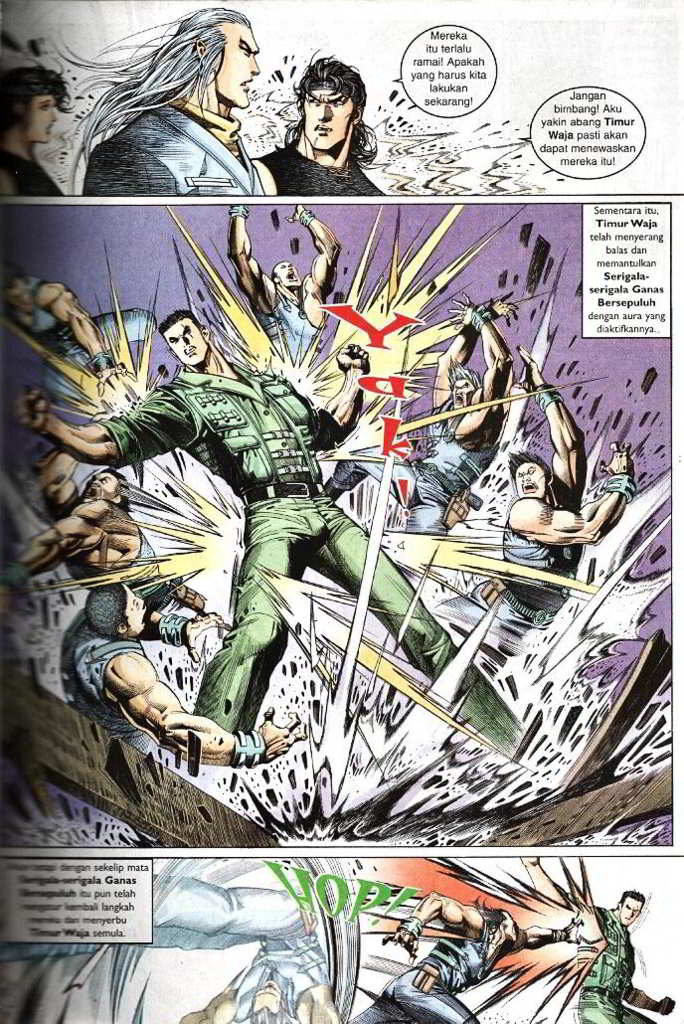 Mereka
itu terlalu
ramai! Apakah
yang harus kita
lakukan
sekarang!
Jangan
bimbang! Aku
yakin abang Timur
Waja pasti akan
dapat menewaskan
mereka itu!
Sementara itu,
Timur Waja
telah menyerang
balas dan
memantulkan
Serigala-
serigala Ganas
Bersepuluh
dengan aura yang
diaktifkannya..
Yak!
dengan sekelip mata
Serigala-serigala Ganas
Bersepuluh itu pun telah
kembali langkah
dan menyerbu
Timur Waja semula.
HOP!